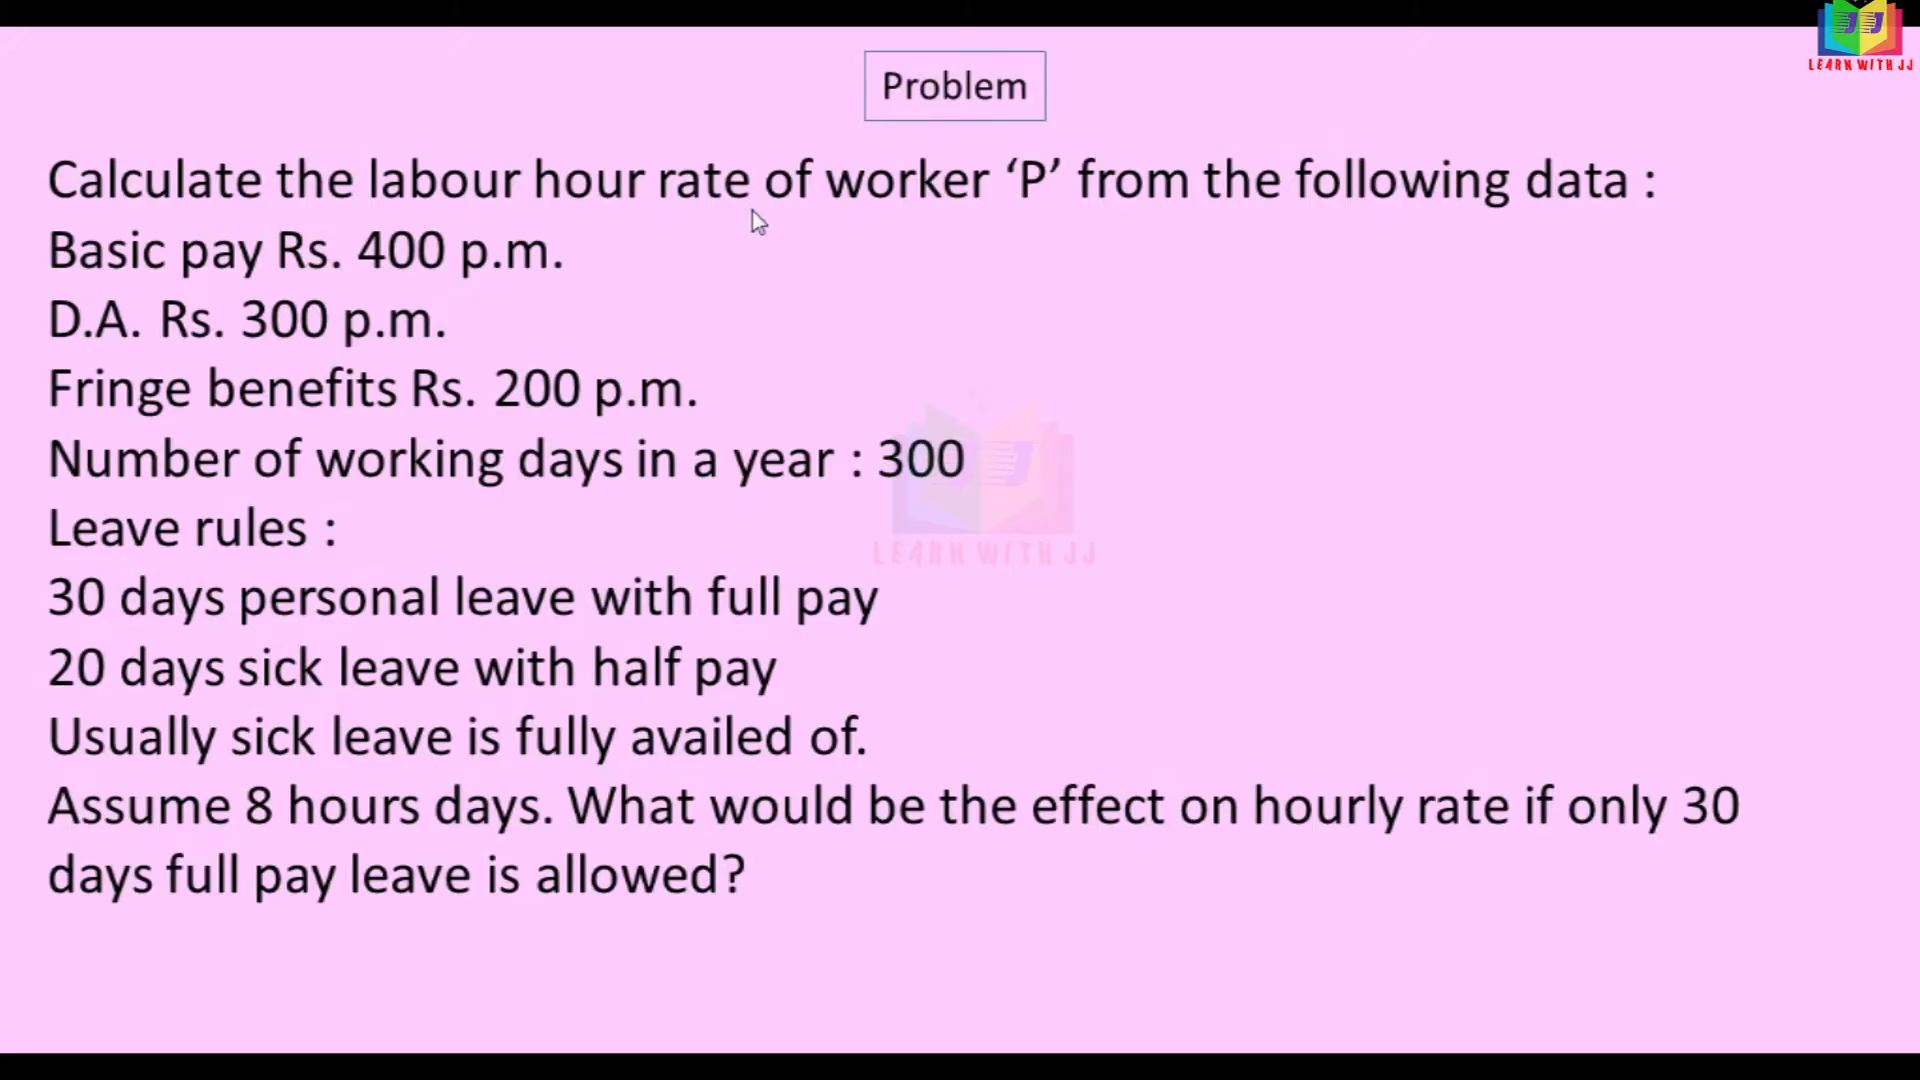 LEARN WITH JJ
Problem
Calculate the labour hour rate of worker ‘P’ from the following data :
Basic pay Rs. 400 p.m.
D.A. Rs. 300 p.m.
Fringe benefits Rs. 200 p.m.
Number of working days in a year : 300
Leave rules :
LEARN WITH JJ
30 days personal leave with full pay
20 days sick leave with half pay
Usually sick leave is fully availed of.
Assume 8 hours days. What would be the effect on hourly rate if only 30
days full pay leave is allowed?